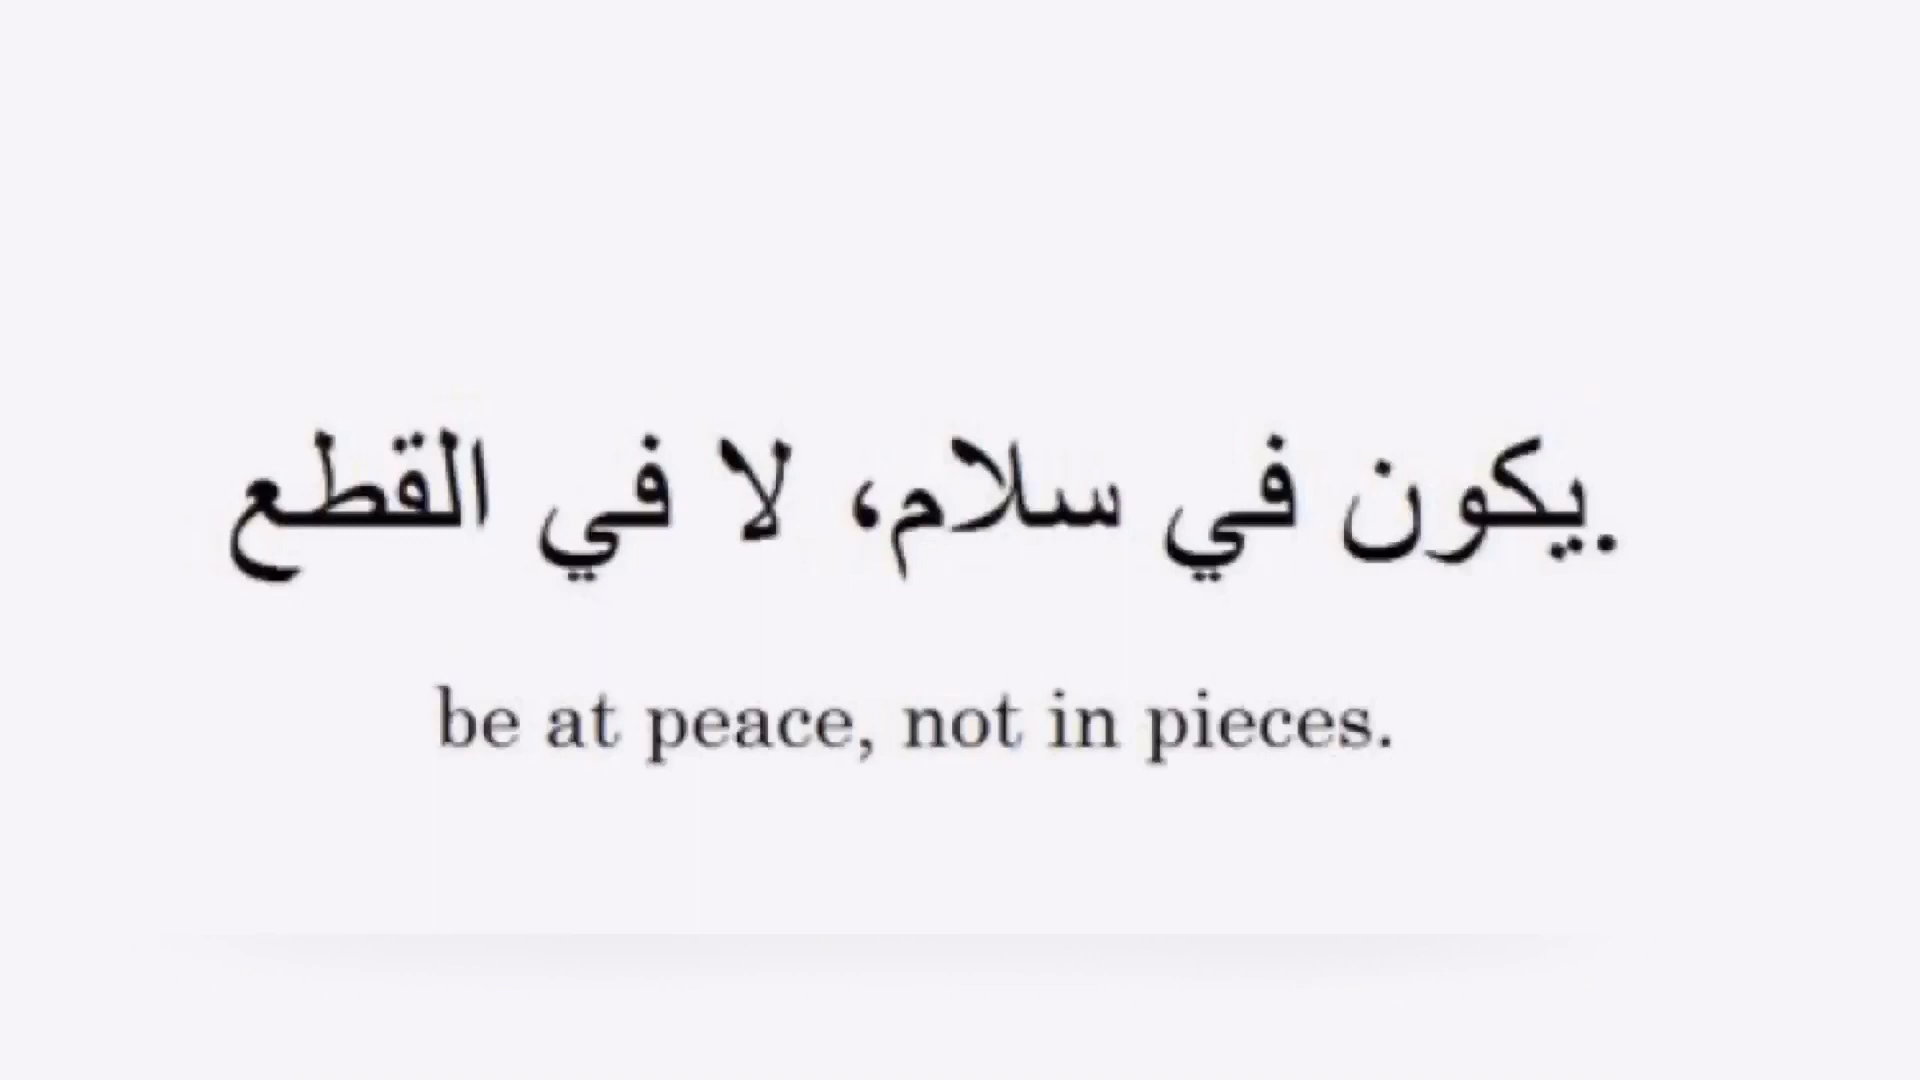 .يكون في سلام، لا في القطع
be at peace, not in pieces.